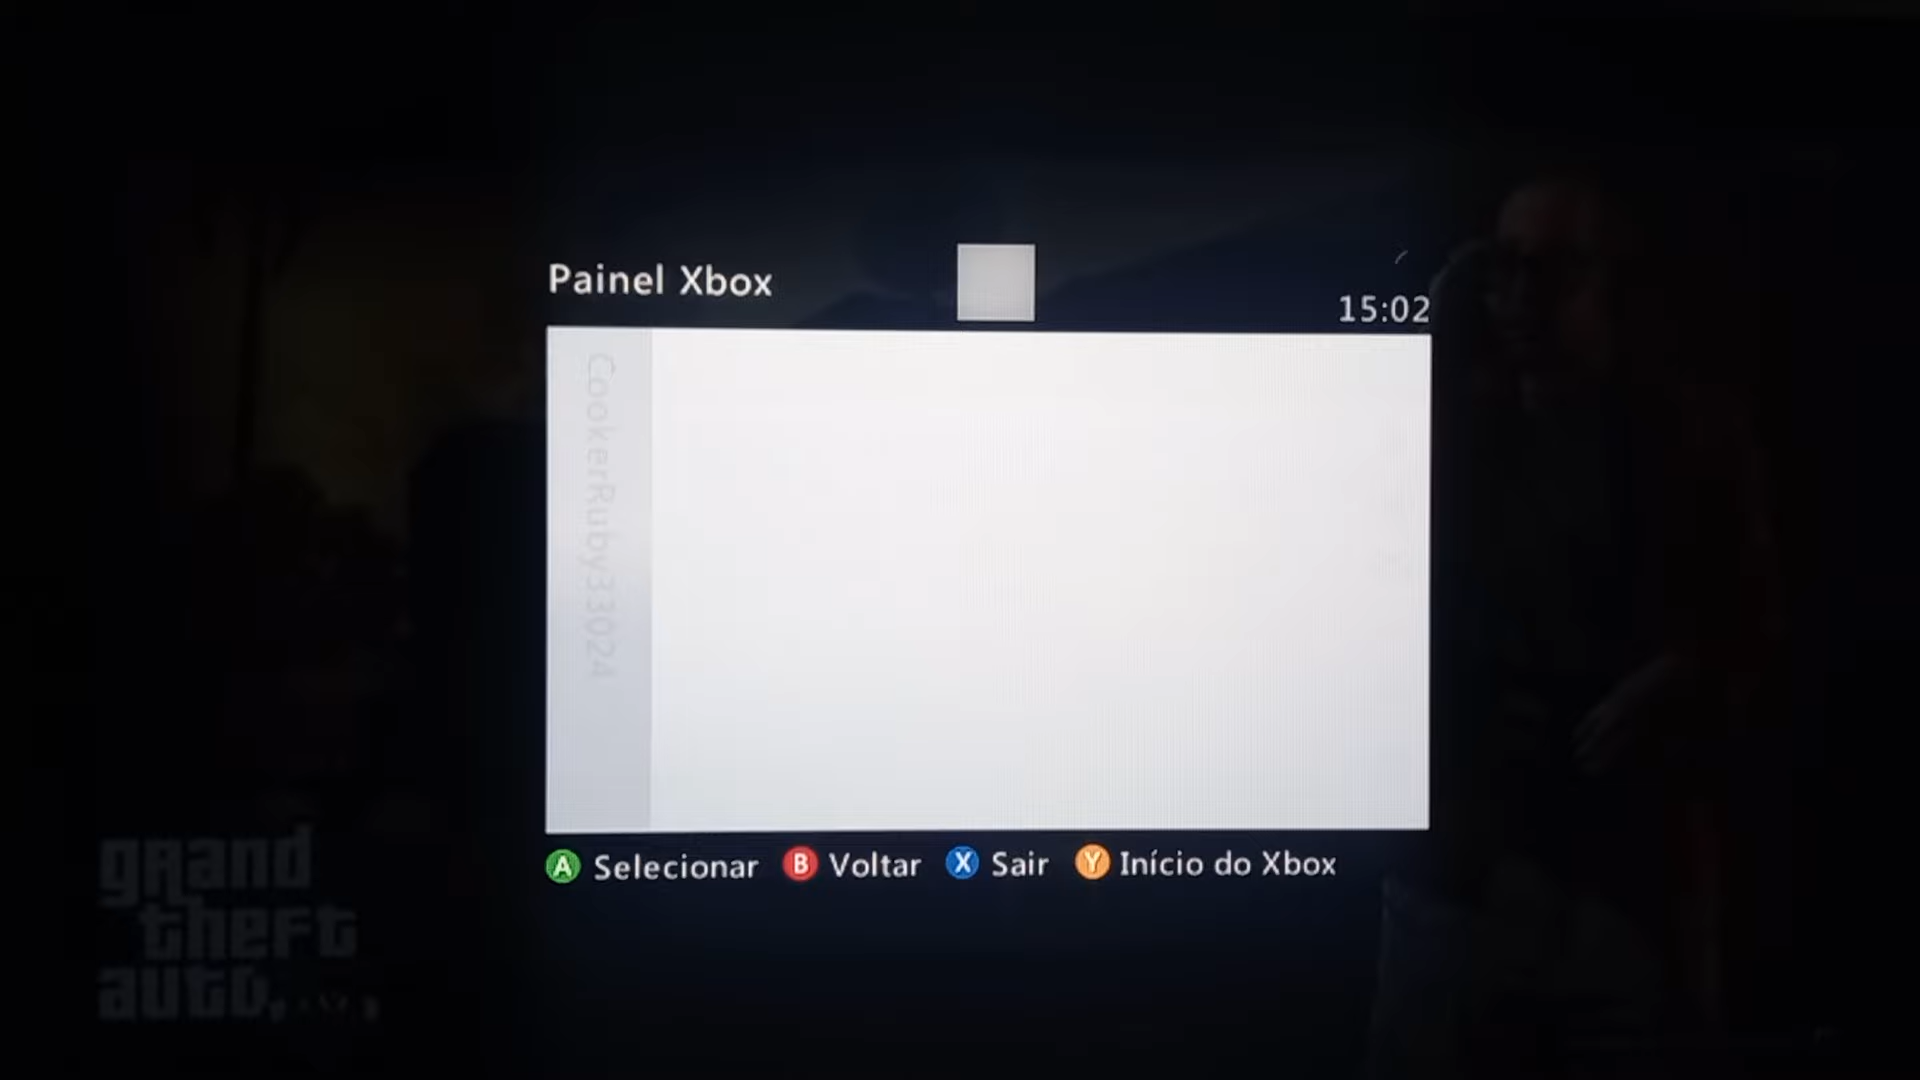 Painel Xbox
15:02
CookerRuby33024
A Selecionar B Voltar X Sair Y Início do Xbox
grand
theft
auto